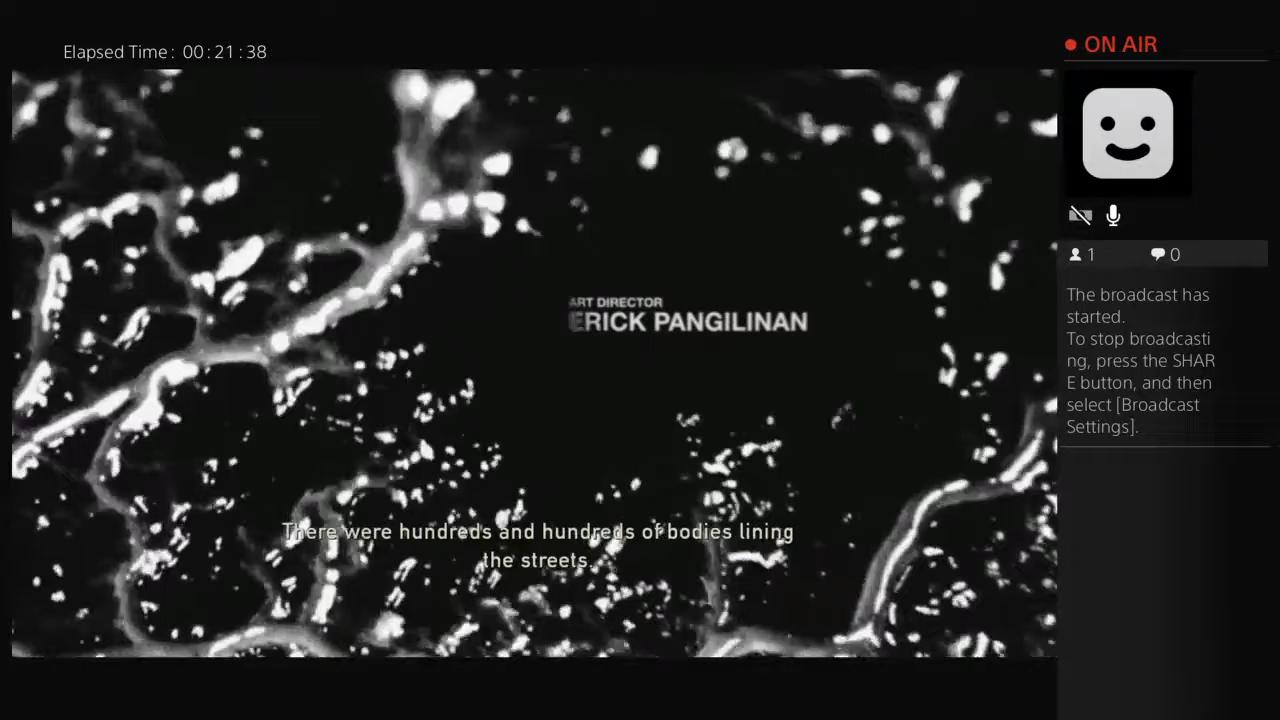 Elapsed Time: 00:21:38
ON AIR
ART DIRECTOR
ERICK PANGILINAN
1
0
The broadcast has
started.
To stop broadcasti
ng, press the SHAR
E button, and then
select [Broadcast
Settings].
There were hundreds and hundreds of bodies lining
the streets.